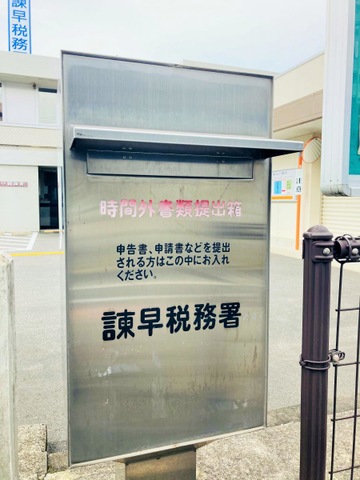 諫早税務
時間外書類提出箱
申告書、申請書などを提出
される方はこの中にお入れ
ください。
諫早税務署